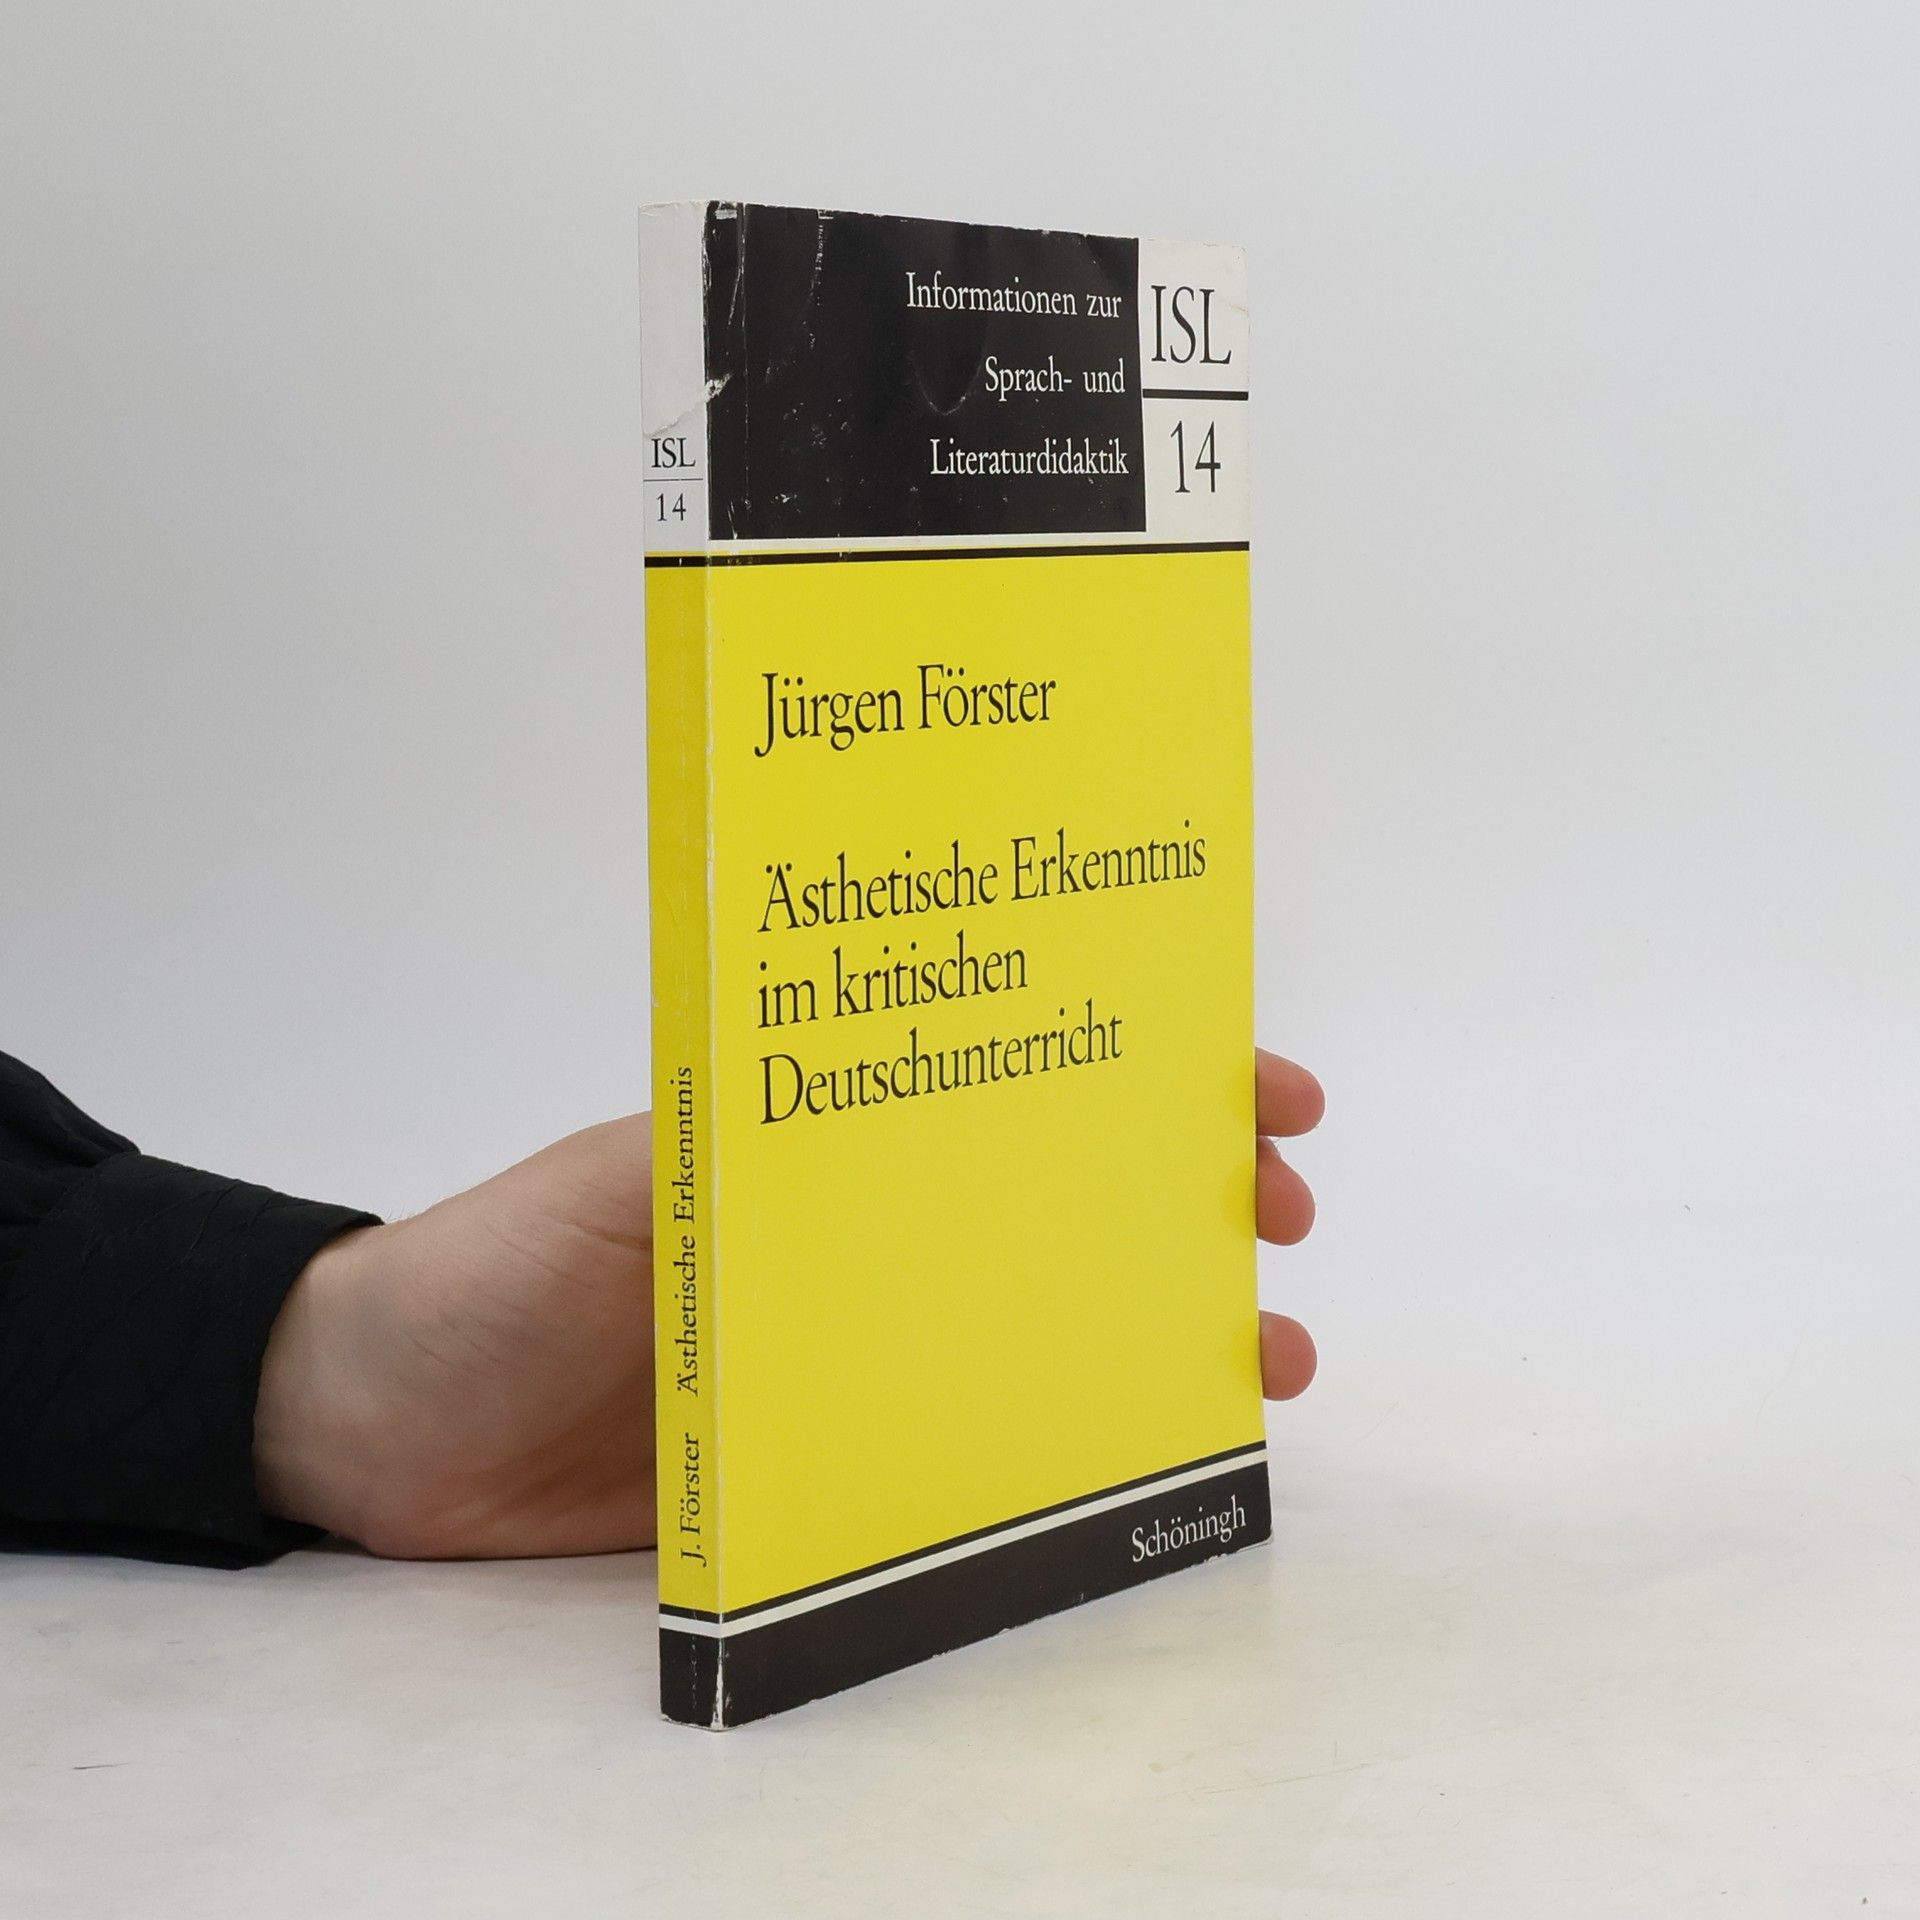 Informationen zur
Sprach- und
Literaturdidaktik
ISL
14
Jürgen Förster
Ästhetische Erkenntnis
im kritischen
Deutschunterricht
Schöningh
ISL
14
J. Förster Ästhetische Erkenntnis